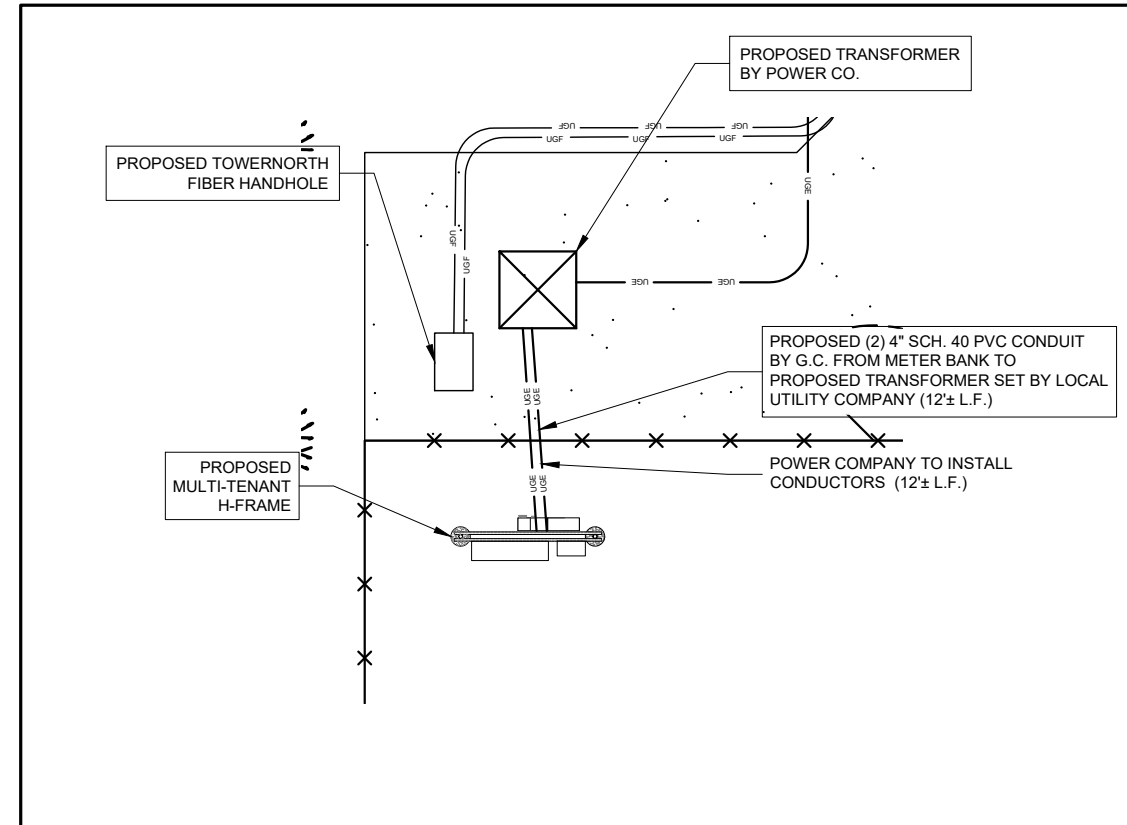 PROPOSED TRANSFORMER
BY POWER CO.
UGF UGF UGF
UGF UGF UGF
PROPOSED TOWERNORTH
FIBER HANDHOLE
UGE
UGF
UGF
UGE UGE
PROPOSED (2) 4" SCH. 40 PVC CONDUIT
BY G.C. FROM METER BANK TO
PROPOSED TRANSFORMER SET BY LOCAL
UTILITY COMPANY (12'± L.F.)
UGE UGE
POWER COMPANY TO INSTALL
CONDUCTORS (12'± L.F.)
UGE UGE
PROPOSED
MULTI-TENANT
H-FRAME